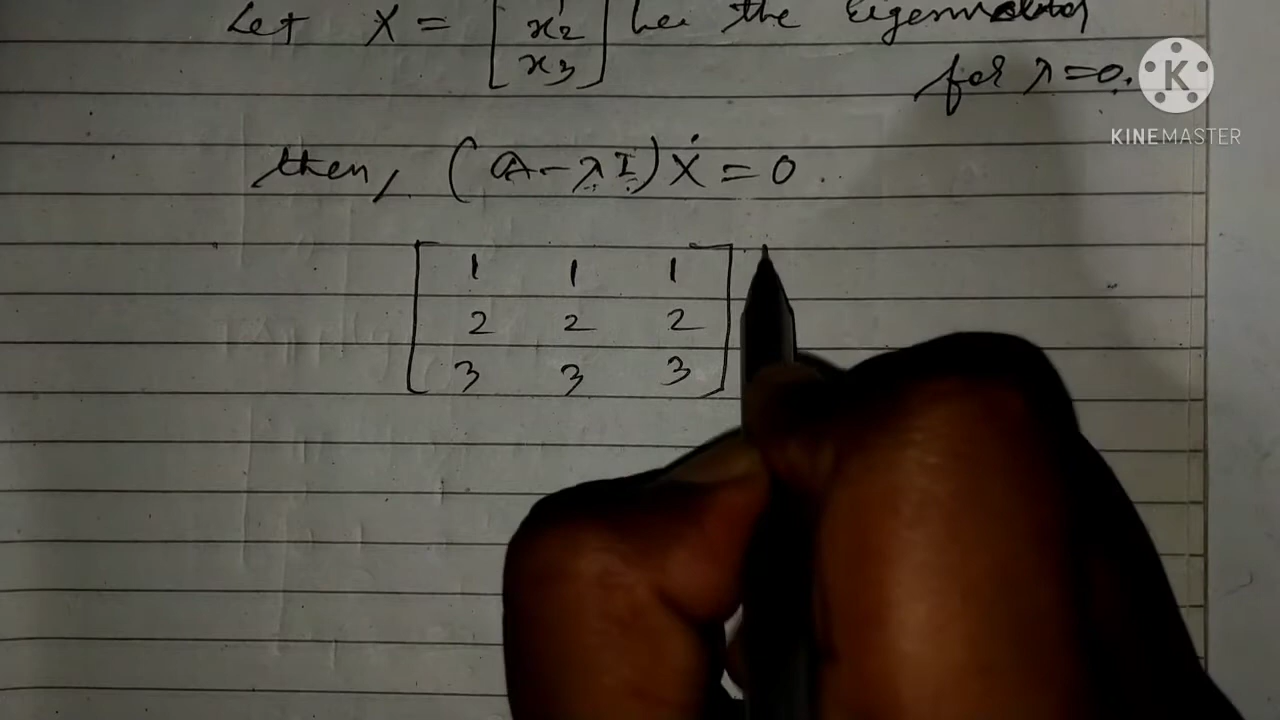 Let X = [ x2 ] be the Eigenvector
x3
for λ = 0.
K
KINEMASTER
then, (A - λI) X = 0 .
1 1 1
2 2 2
3 3 3